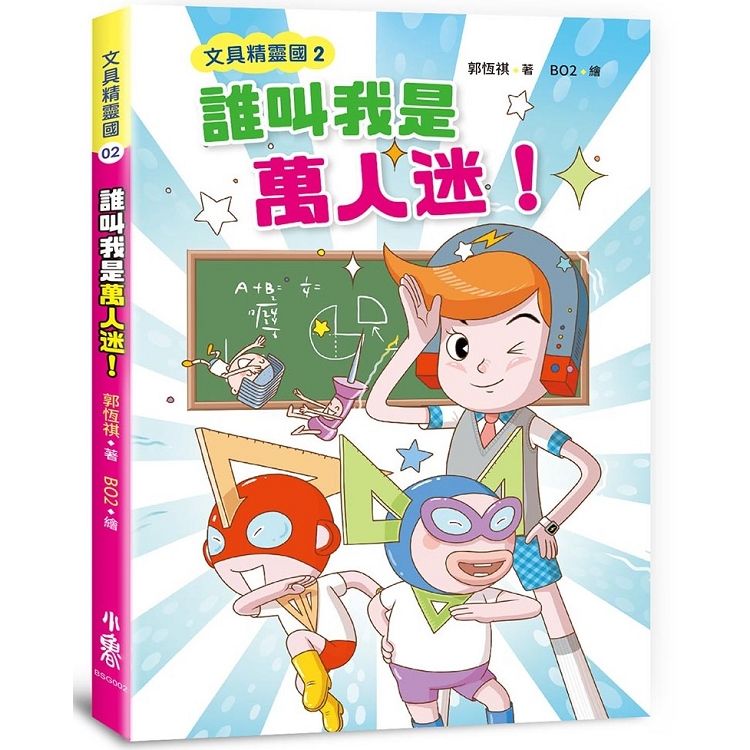 文具精靈國 2
郭恆祺 ✦ 著 BO2 ✦ 繪
誰叫我是
萬人迷！
A+B=
文具精靈國
02
誰叫我是萬人迷！
郭恆祺 ✦ 著 BO2 ✦ 繪
小魯
BSG002